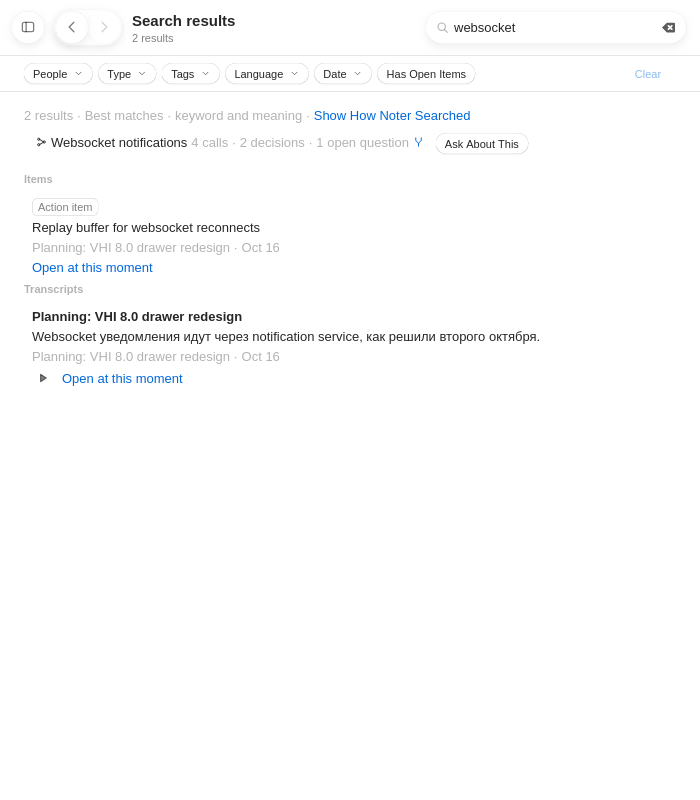 Search results
2 results
websocket
People
Type
Tags
Language
Date
Has Open Items
Clear
2 results · Best matches · keyword and meaning · Show How Noter Searched
Websocket notifications 4 calls · 2 decisions · 1 open question
Ask About This
Items
Action item
Replay buffer for websocket reconnects
Planning: VHI 8.0 drawer redesign · Oct 16
Open at this moment
Transcripts
Planning: VHI 8.0 drawer redesign
Websocket уведомления идут через notification service, как решили второго октября.
Planning: VHI 8.0 drawer redesign · Oct 16
Open at this moment